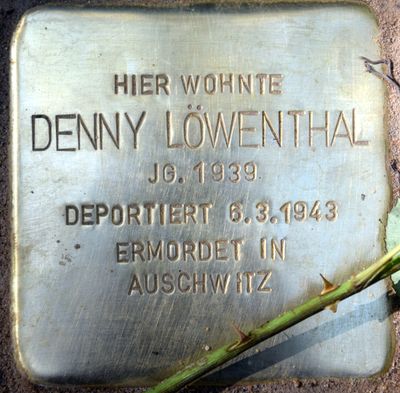 HIER WOHNTE
DENNY LÖWENTHAL
JG. 1939
DEPORTIERT 6.3.1943
ERMORDET IN
AUSCHWITZ